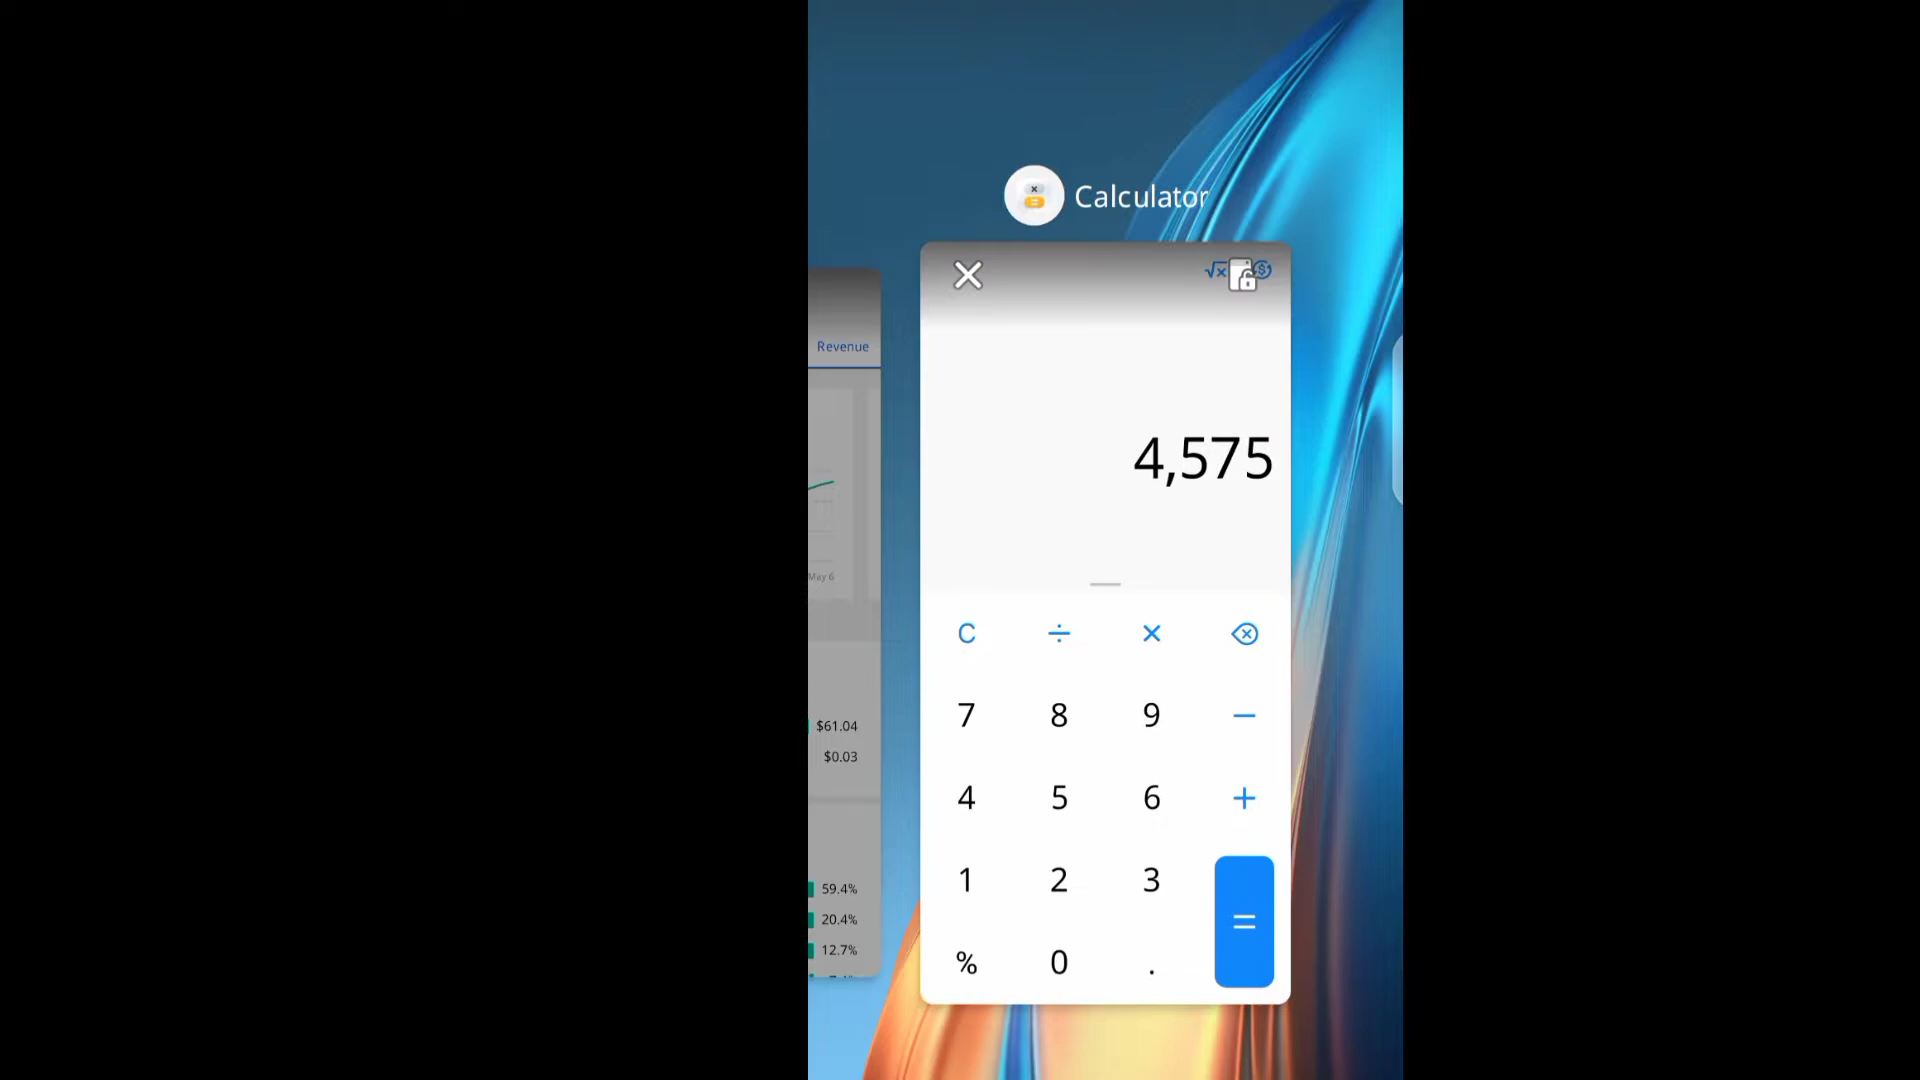 Calculator
Revenue
4,575
May 6
C ÷ × 
7 8 9 −
$61.04
$0.03
4 5 6 +
1 2 3
59.4%
20.4%
12.7%
% 0 . =